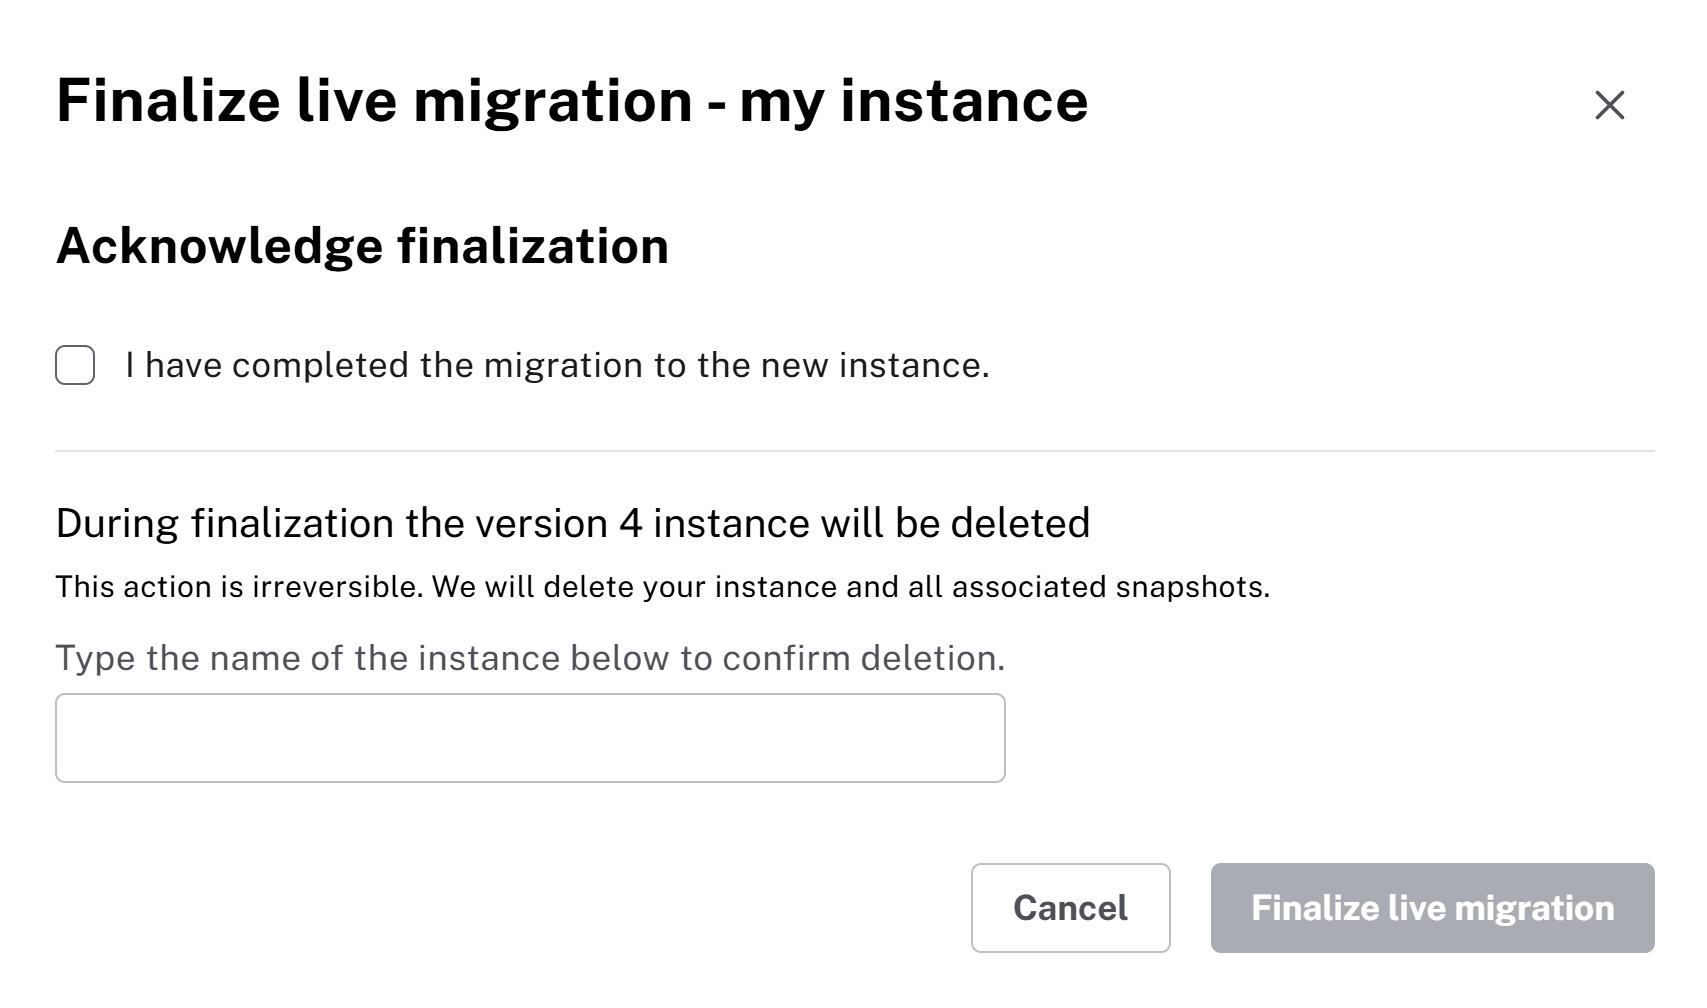 Finalize live migration - my instance
Acknowledge finalization
I have completed the migration to the new instance.
During finalization the version 4 instance will be deleted
This action is irreversible. We will delete your instance and all associated snapshots.
Type the name of the instance below to confirm deletion.
Cancel
Finalize live migration